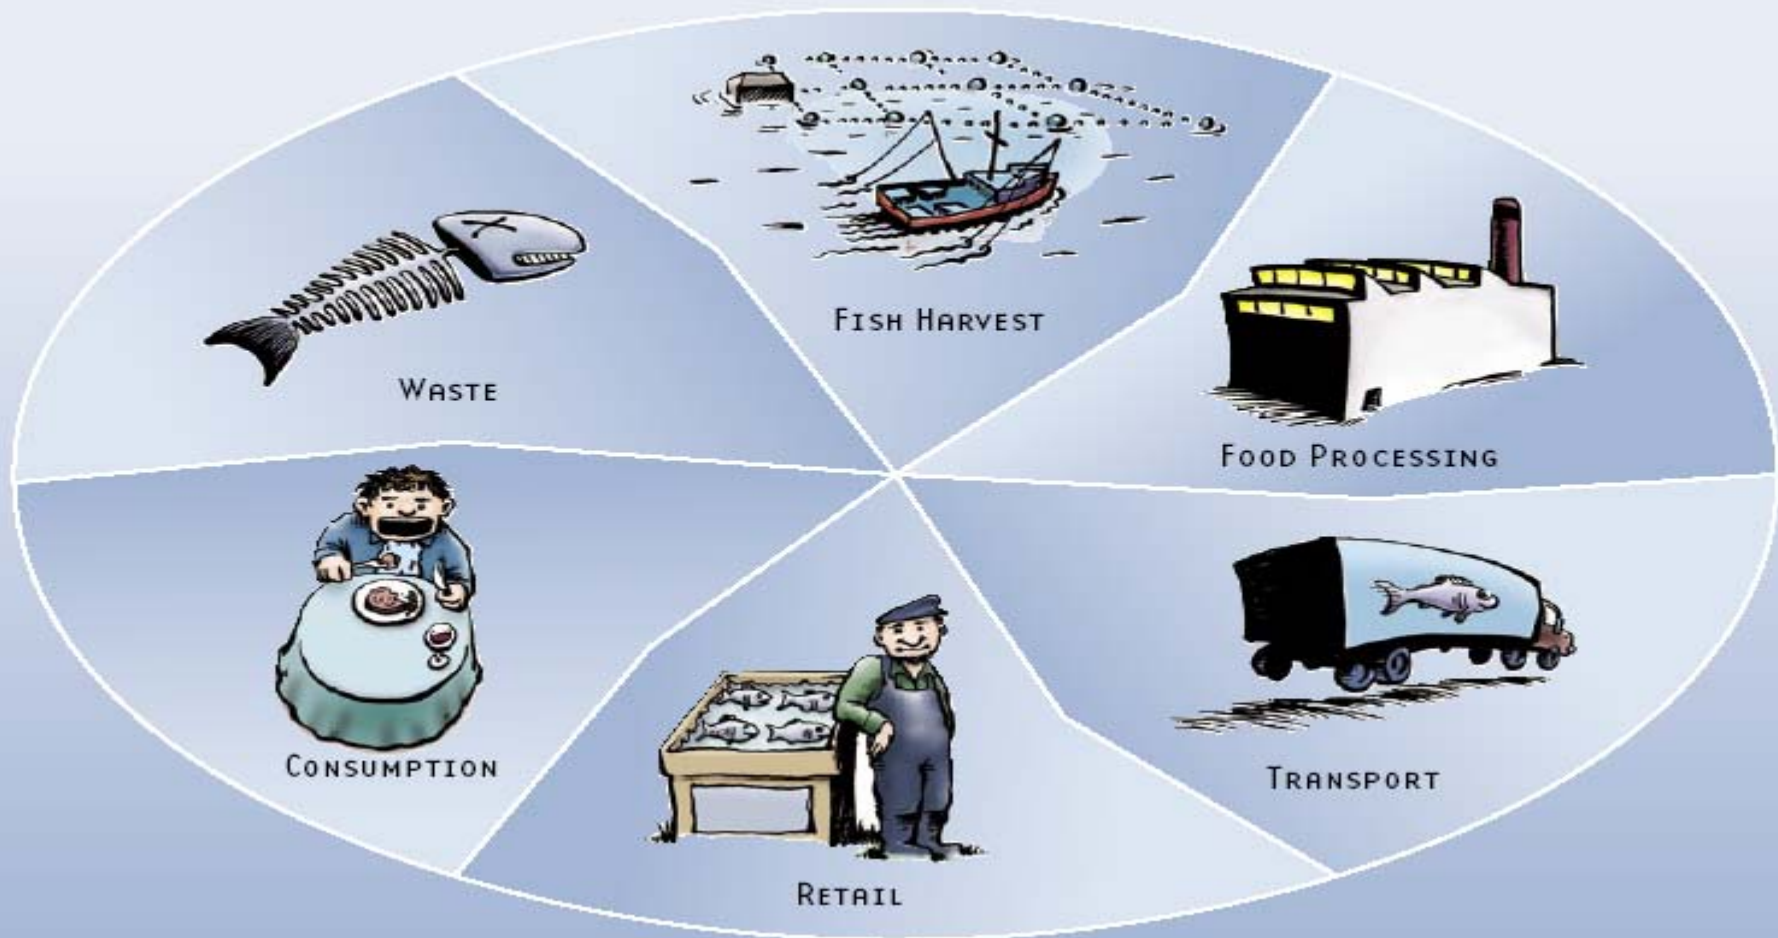 Fish Harvest
Food Processing
Transport
Retail
Consumption
Waste